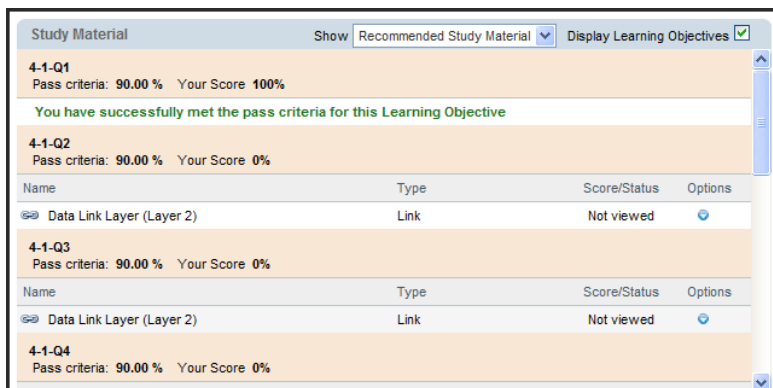 Study Material Show Recommended Study Material Display Learning Objectives
4-1-Q1
Pass criteria: 90.00 % Your Score 100%
You have successfully met the pass criteria for this Learning Objective
4-1-Q2
Pass criteria: 90.00 % Your Score 0%
Name Type Score/Status Options
Data Link Layer (Layer 2) Link Not viewed
4-1-Q3
Pass criteria: 90.00 % Your Score 0%
Name Type Score/Status Options
Data Link Layer (Layer 2) Link Not viewed
4-1-Q4
Pass criteria: 90.00 % Your Score 0%